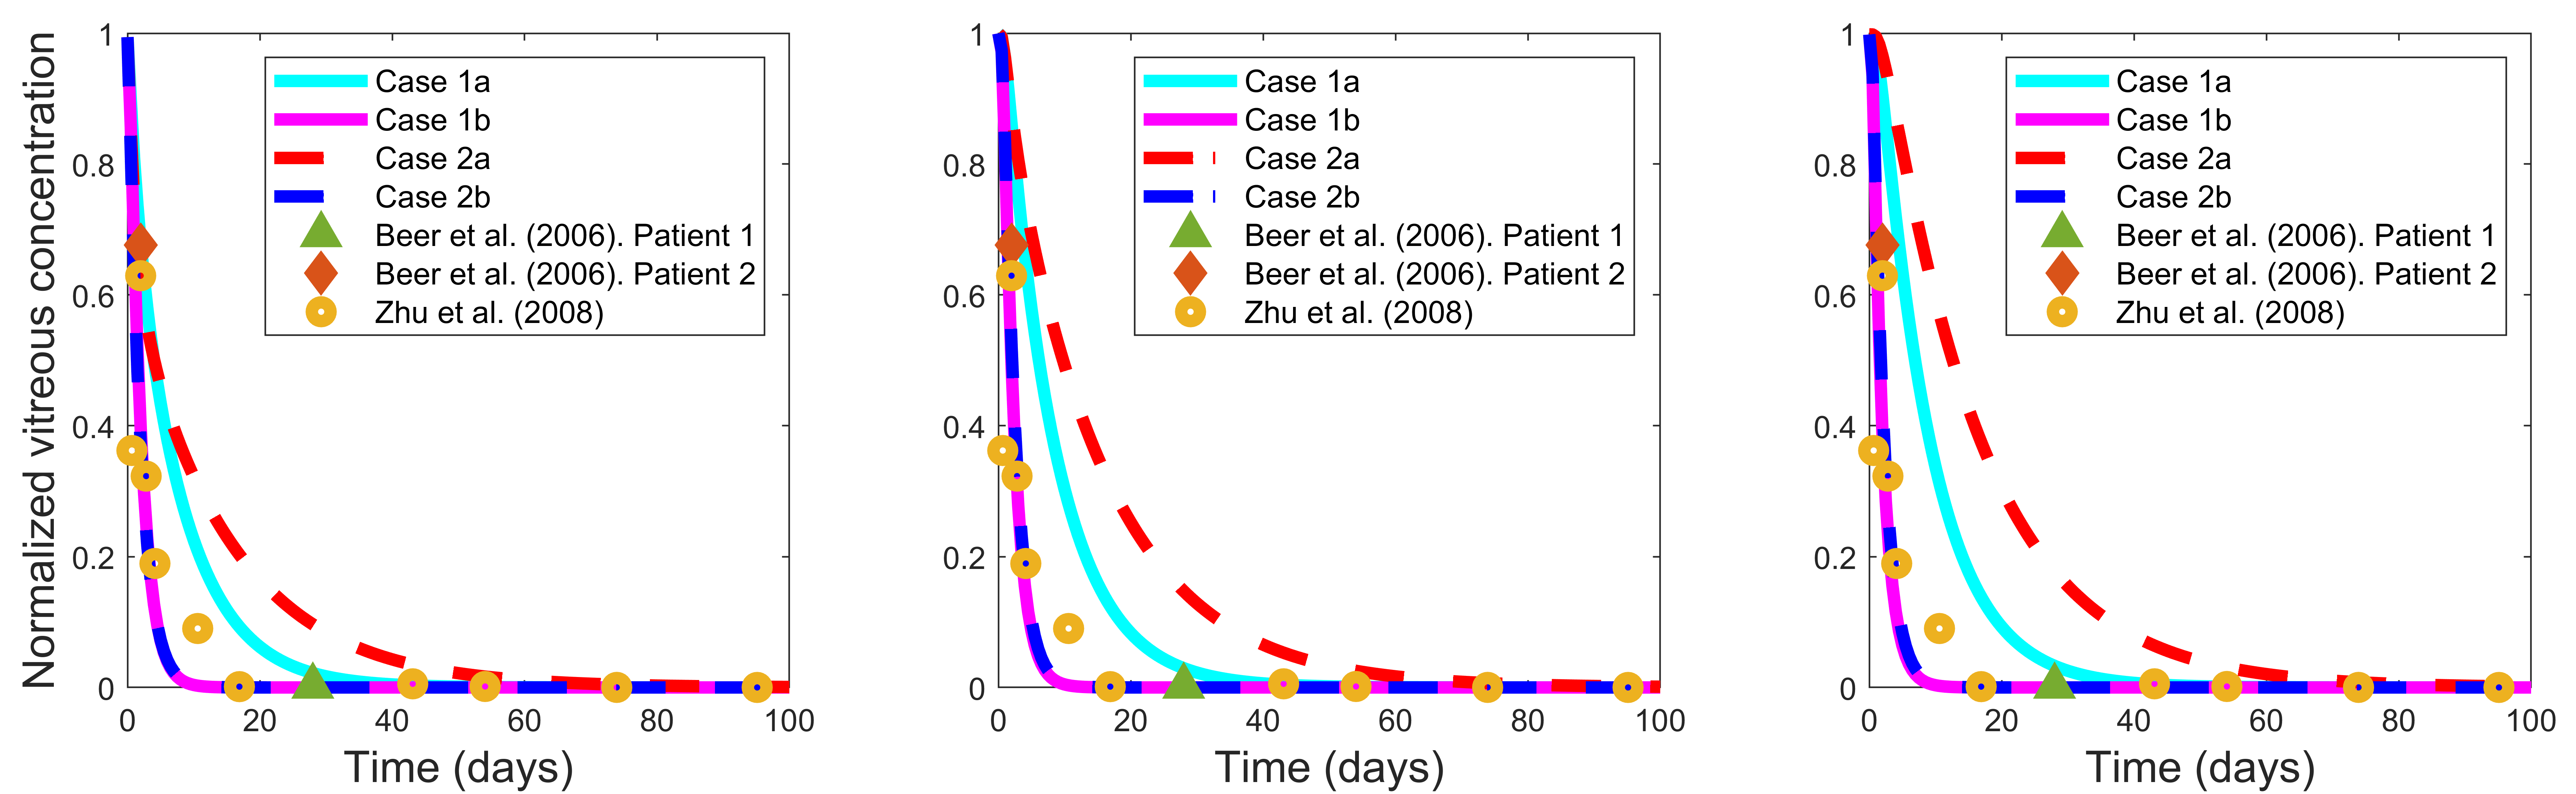 Normalized vitreous concentration
1
0.8
0.6
0.4
0.2
0
0 20 40 60 80 100
Time (days)
Case 1a
Case 1b
Case 2a
Case 2b
Beer et al. (2006). Patient 1
Beer et al. (2006). Patient 2
Zhu et al. (2008)
1
0.8
0.6
0.4
0.2
0
0 20 40 60 80 100
Time (days)
Case 1a
Case 1b
Case 2a
Case 2b
Beer et al. (2006). Patient 1
Beer et al. (2006). Patient 2
Zhu et al. (2008)
1
0.8
0.6
0.4
0.2
0
0 20 40 60 80 100
Time (days)
Case 1a
Case 1b
Case 2a
Case 2b
Beer et al. (2006). Patient 1
Beer et al. (2006). Patient 2
Zhu et al. (2008)